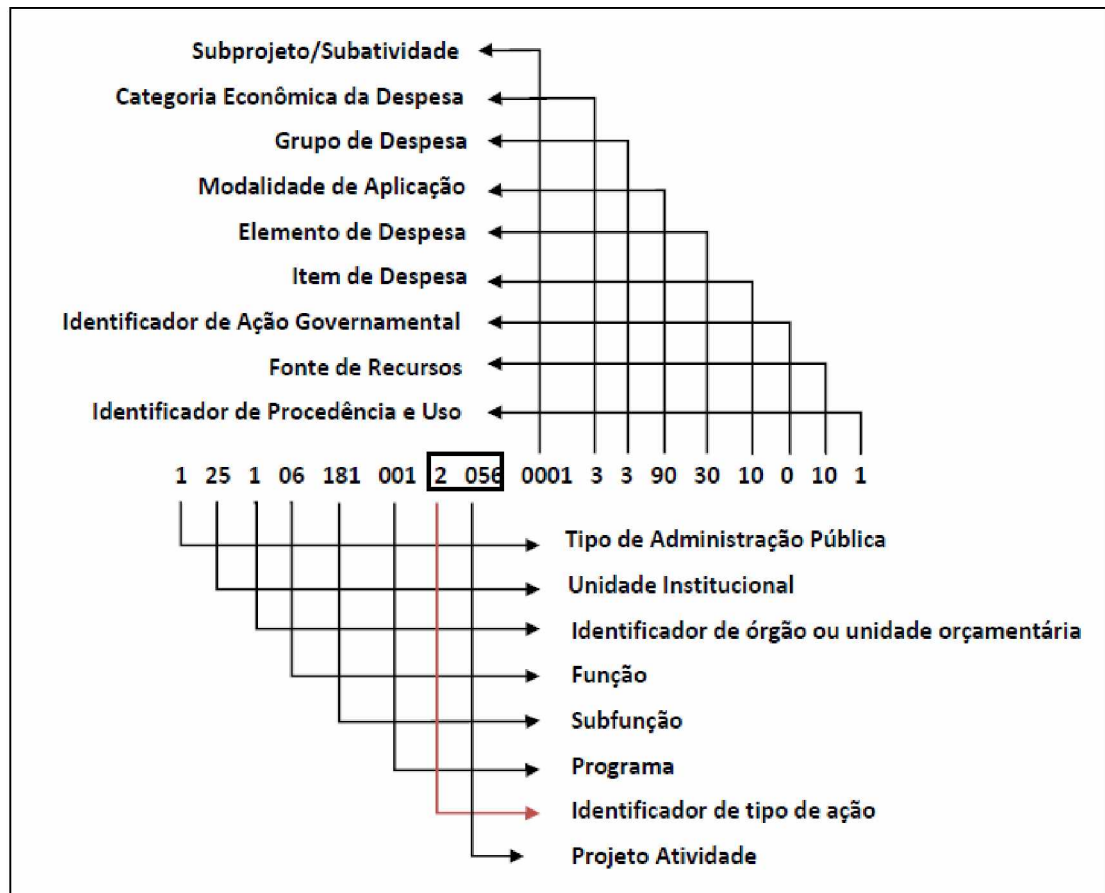 Subprojeto/Subatividade
Categoria Econômica da Despesa
Grupo de Despesa
Modalidade de Aplicação
Elemento de Despesa
Item de Despesa
Identificador de Ação Governamental
Fonte de Recursos
Identificador de Procedência e Uso
1 25 1 06 181 001 2 056 0001 3 3 90 30 10 0 10 1
Tipo de Administração Pública
Unidade Institucional
Identificador de órgão ou unidade orçamentária
Função
Subfunção
Programa
Identificador de tipo de ação
Projeto Atividade